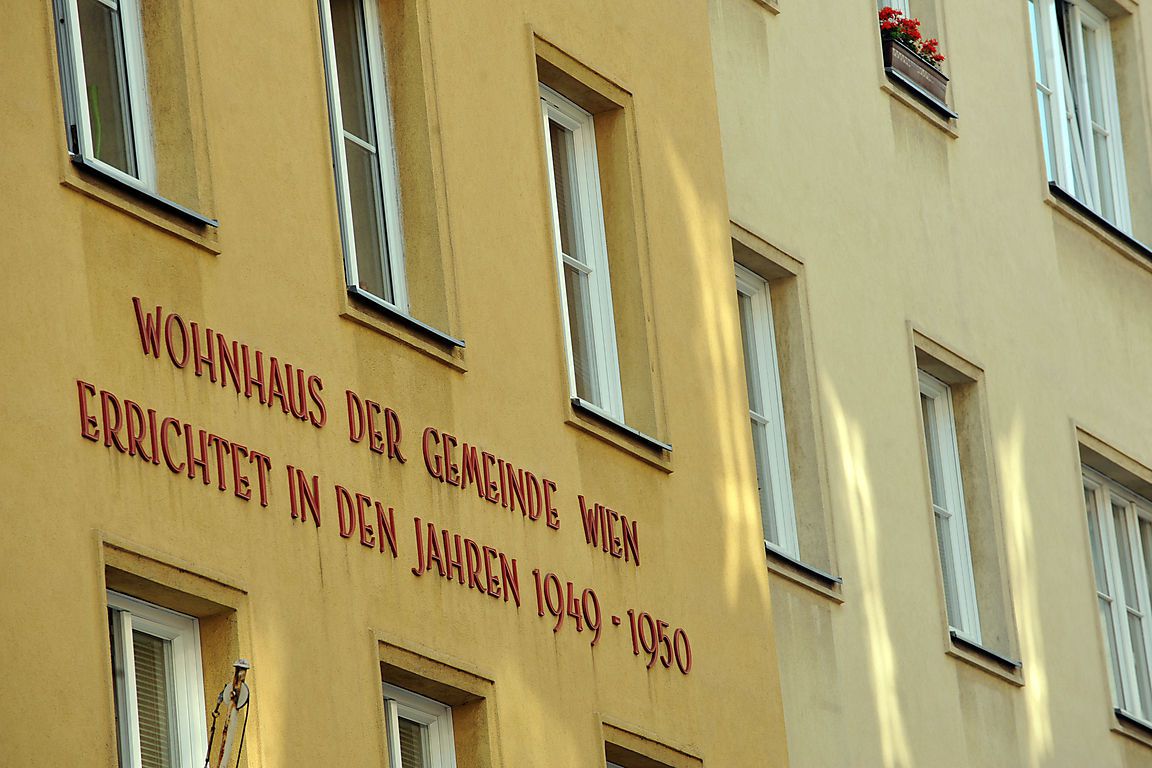 WOHNHAUS DER GEMEINDE WIEN
ERRICHTET IN DEN JAHREN 1949 - 1950